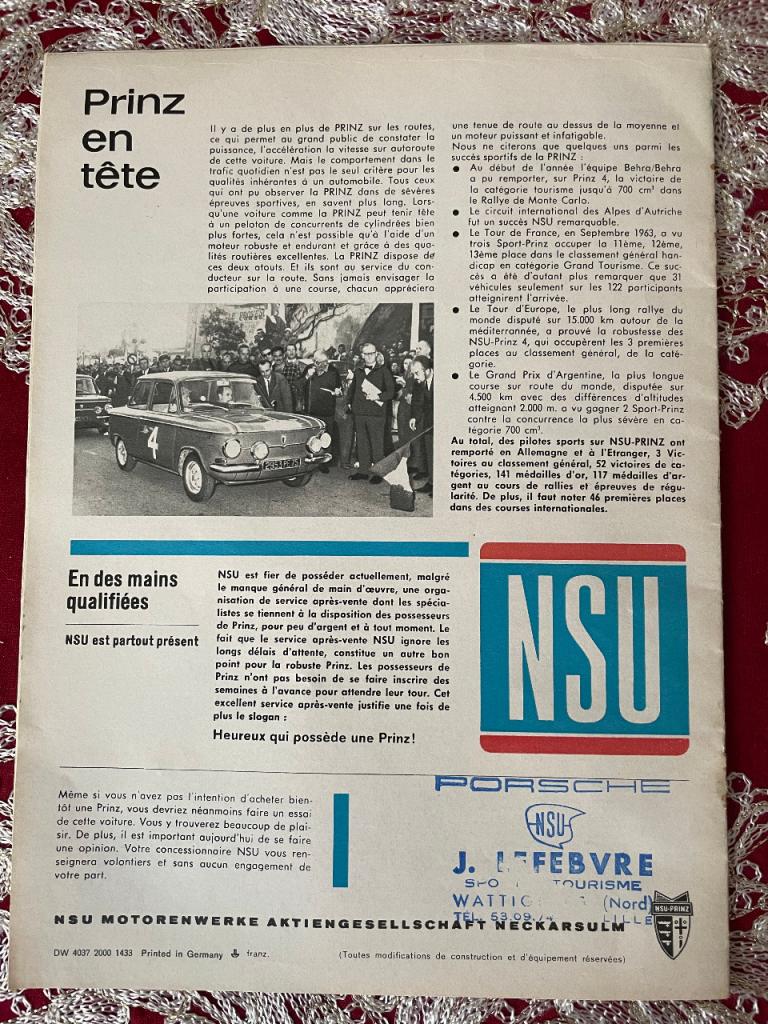 Prinz
en
tête
Il y a de plus en plus de PRINZ sur les routes,
ce qui permet au grand public de constater la
puissance, l'accélération la vitesse sur autoroute
de cette voiture. Mais le comportement dans le
trafic quotidien n'est pas le seul critère pour les
qualités inhérantes à un automobile. Tous ceux
qui ont pu observer la PRINZ dans de sévères
épreuves sportives, en savent plus long. Lors-
qu'une voiture comme la PRINZ peut tenir tête
à un peloton de concurrents de cylindrées bien
plus fortes, cela n'est possible qu'à l'aide d'un
moteur robuste et endurant et grâce à des qua-
lités routières excellentes. La PRINZ dispose de
ces deux atouts. Et ils sont au service du con-
ducteur sur la route. Sans jamais envisager la
participation à une course, chacun appréciera
une tenue de route au dessus de la moyenne et
un moteur puissant et infatigable.
Nous ne citerons que quelques uns parmi les
succés sportifs de la PRINZ :
● Au début de l'année l'équipe Behra/Behra
a pu remporter, sur Prinz 4, la victoire de
la catégorie tourisme jusqu'à 700 cm³ dans
le Rallye de Monte Carlo.
● Le circuit international des Alpes d'Autriche
fut un succès NSU remarquable.
● Le Tour de France, en Septembre 1963, a vu
trois Sport-Prinz occuper la 11ème, 12ème,
13ème place dans le classement général han-
dicap en catégorie Grand Tourisme. Ce suc-
cés a été d'autant plus remarquer que 31
véhicules seulement sur les 122 participants
atteignirent l'arrivée.
● Le Tour d'Europe, le plus long rallye du
monde disputé sur 15.000 km autour de la
méditerrannée, a prouvé la robustesse des
NSU-Prinz 4, qui occupèrent les 3 premières
places au classement général, de la caté-
gorie.
● Le Grand Prix d'Argentine, la plus longue
course sur route du monde, disputée sur
4.500 km avec des différences d'altitudes
atteignant 2.000 m. a vu gagner 2 Sport-Prinz
contre la concurrence la plus sévère en ca-
tégorie 700 cm³.
Au total, des pilotes sports sur NSU-PRINZ ont
remporté en Allemagne et à l'Etranger, 3 Vic-
toires au classement général, 52 victoires de ca-
tégories, 141 médailles d'or, 117 médailles d'ar-
gent au cours de rallies et épreuves de régu-
larité. De plus, il faut noter 46 premières places
dans des courses internationales.
4
En des mains
qualifiées
NSU est partout présent
NSU est fier de posséder actuellement, malgré
le manque général de main d'œuvre, une orga-
nisation de service après-vente dont les spécia-
listes se tiennent à la disposition des possesseurs
de Prinz, pour peu d'argent et à tout moment. Le
fait que le service après-vente NSU ignore les
longs délais d'attente, constitue un autre bon
point pour la robuste Prinz. Les possesseurs de
Prinz n'ont pas besoin de se faire inscrire des
semaines à l'avance pour attendre leur tour. Cet
excellent service après-vente justifie une fois de
plus le slogan :
Heureux qui possède une Prinz!
NSU
Même si vous n'avez pas l'intention d'acheter bien-
tôt une Prinz, vous devriez néanmoins faire un essai
de cette voiture. Vous y trouverez beaucoup de plai-
sir. De plus, il est important aujourd'hui de se faire
une opinion. Votre concessionnaire NSU vous ren-
seignera volontiers et sans aucun engagement de
votre part.
PORSCHE
NSU
J. LEFEBVRE
TOURISME
(Nord)
TÉL. 53.09. LILLE
NSU MOTORENWERKE AKTIENGESELLSCHAFT NECKARSULM
NSU-PRINZ
DW 4037 2000 1433 Printed in Germany franz.
(Toutes modifications de construction et d'équipement réservées)